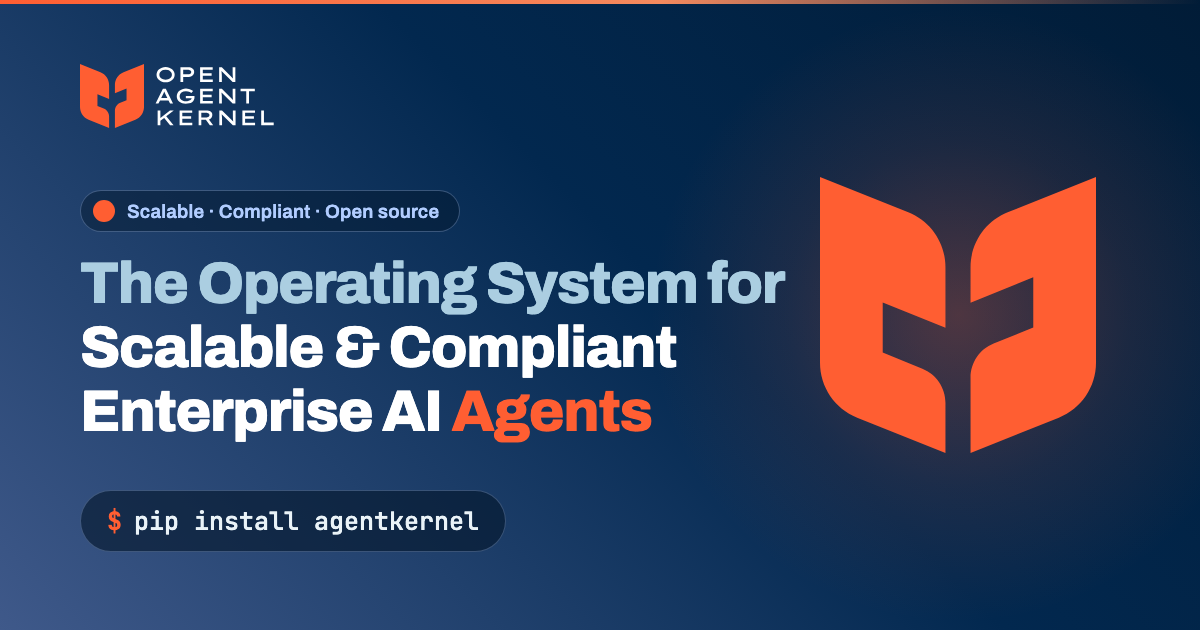 OPEN
AGENT
KERNEL
Scalable · Compliant · Open source
The Operating System for
Scalable & Compliant
Enterprise AI Agents
$ pip install agentkernel